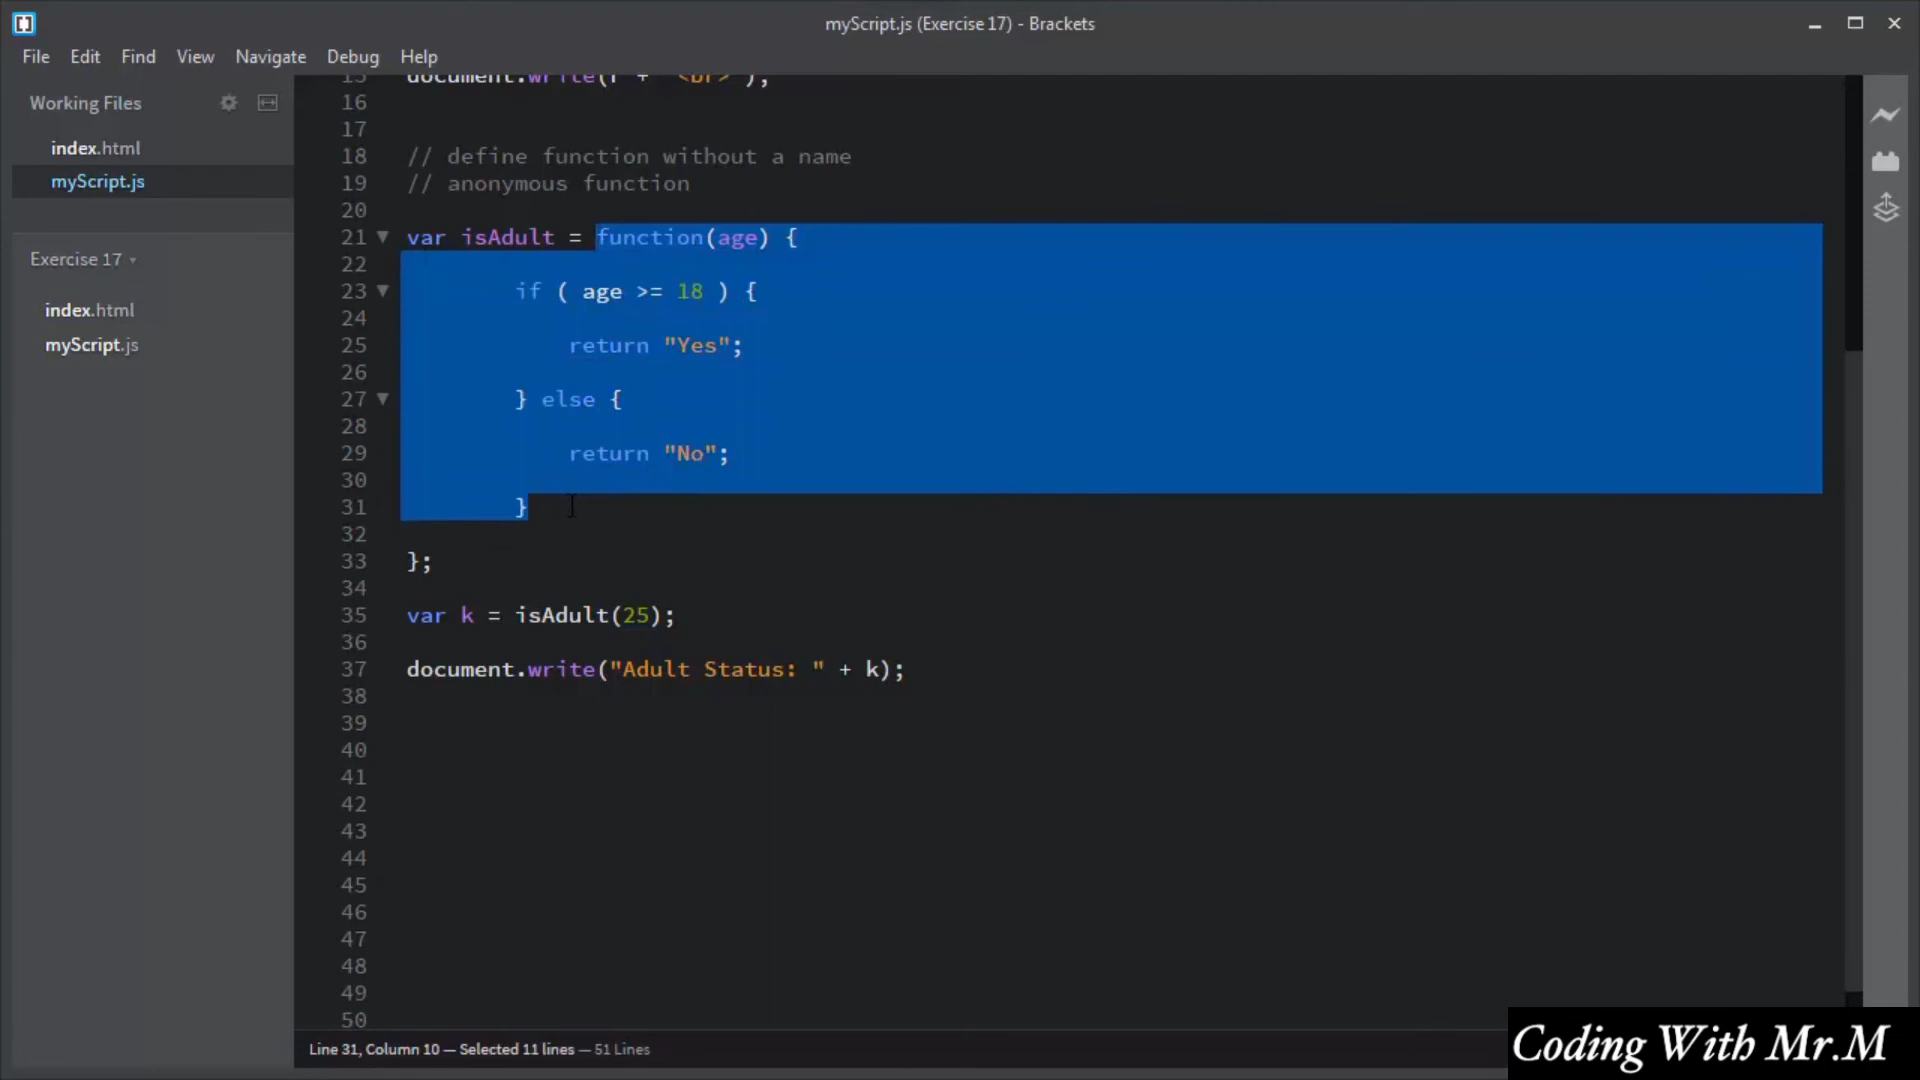 myScript.js (Exercise 17) - Brackets
File Edit Find View Navigate Debug Help
Working Files
index.html
myScript.js
Exercise 17
index.html
myScript.js
15 document.write(r + "<br>");
16
17
18 // define function without a name
19 // anonymous function
20
21 var isAdult = function(age) {
22
23 if ( age >= 18 ) {
24
25 return "Yes";
26
27 } else {
28
29 return "No";
30
31 }
32
33 };
34
35 var k = isAdult(25);
36
37 document.write("Adult Status: " + k);
38
39
40
41
42
43
44
45
46
47
48
49
50
Line 31, Column 10 — Selected 11 lines — 51 Lines
Coding With Mr.M